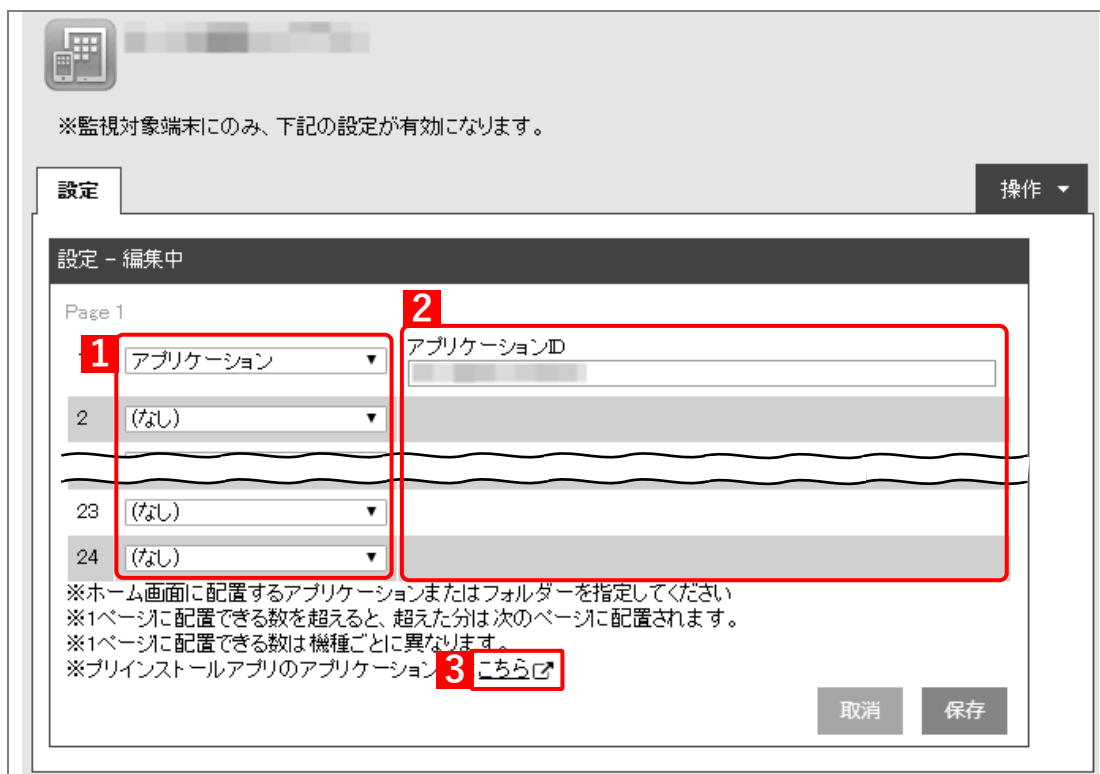 ※監視対象端末にのみ、下記の設定が有効になります。
設定
操作 ▼
設定 - 編集中
Page 1
2
1
アプリケーション ▼
アプリケーションID
2 (なし) ▼
23 (なし) ▼
24 (なし) ▼
※ホーム画面に配置するアプリケーションまたはフォルダーを指定してください
※1ページに配置できる数を超えると、超えた分は次のページに配置されます。
※1ページに配置できる数は機種ごとに異なります。
※プリインストールアプリのアプリケーション 3 こちら
取消 保存